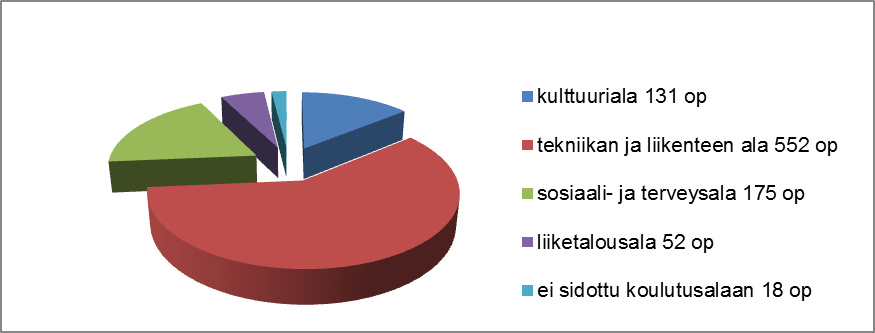 kulttuuriala 131 op
tekniikan ja liikenteen ala 552 op
sosiaali- ja terveysala 175 op
liiketalousala 52 op
ei sidottu koulutusalaan 18 op